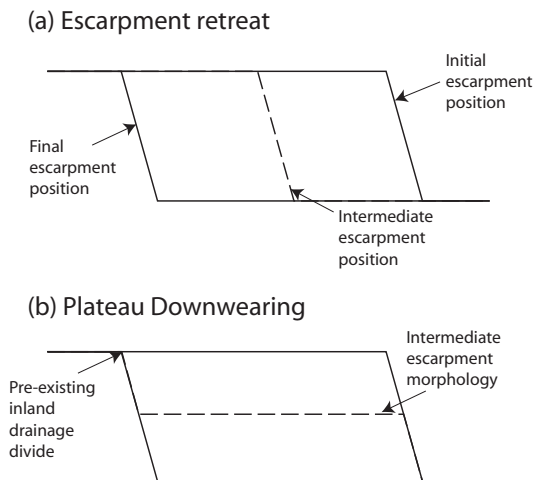 (a) Escarpment retreat
Initial
escarpment
position
Final
escarpment
position
Intermediate
escarpment
position
(b) Plateau Downwearing
Intermediate
escarpment
morphology
Pre-existing
inland
drainage
divide